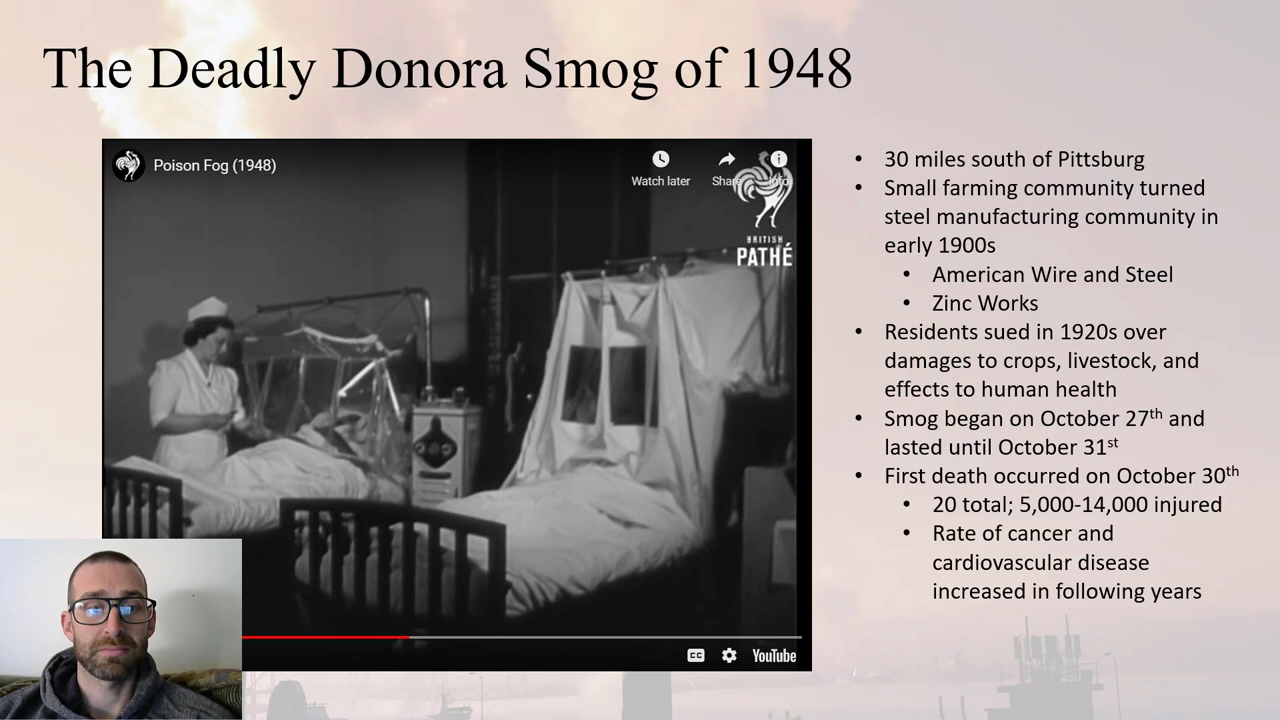 The Deadly Donora Smog of 1948
Poison Fog (1948)
Watch later
Share
Info
BRITISH
PATHÉ
CC
YouTube
• 30 miles south of Pittsburg
• Small farming community turned
steel manufacturing community in
early 1900s
• American Wire and Steel
• Zinc Works
• Residents sued in 1920s over
damages to crops, livestock, and
effects to human health
• Smog began on October 27th and
lasted until October 31st
• First death occurred on October 30th
• 20 total; 5,000-14,000 injured
• Rate of cancer and
cardiovascular disease
increased in following years